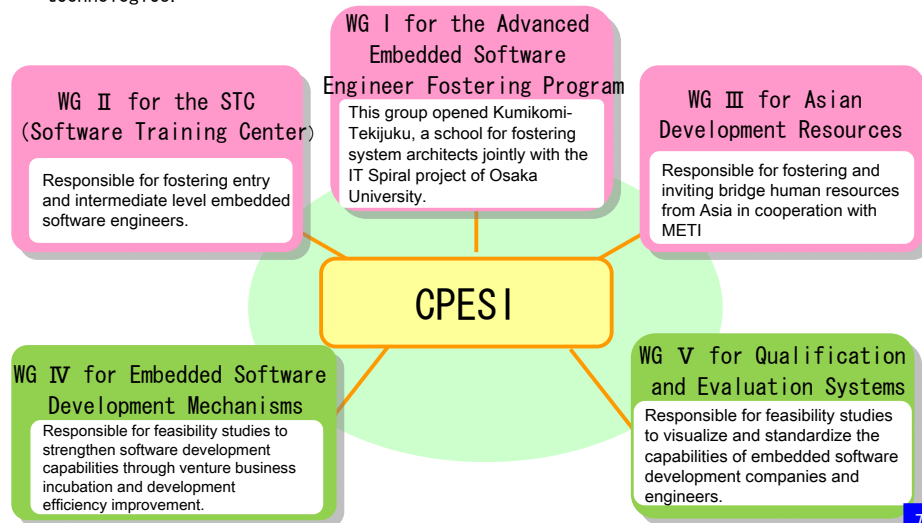 technologies.
WG Ⅰ for the Advanced
Embedded Software
Engineer Fostering Program
This group opened Kumikomi-
Tekijuku, a school for fostering
system architects jointly with the
IT Spiral project of Osaka
University.
WG Ⅱ for the STC
(Software Training Center)
Responsible for fostering entry
and intermediate level embedded
software engineers.
WG Ⅲ for Asian
Development Resources
Responsible for fostering and
inviting bridge human resources
from Asia in cooperation with
METI
CPESI
WG Ⅳ for Embedded Software
Development Mechanisms
Responsible for feasibility studies to
strengthen software development
capabilities through venture business
incubation and development
efficiency improvement.
WG Ⅴ for Qualification
and Evaluation Systems
Responsible for feasibility studies
to visualize and standardize the
capabilities of embedded software
development companies and
engineers.